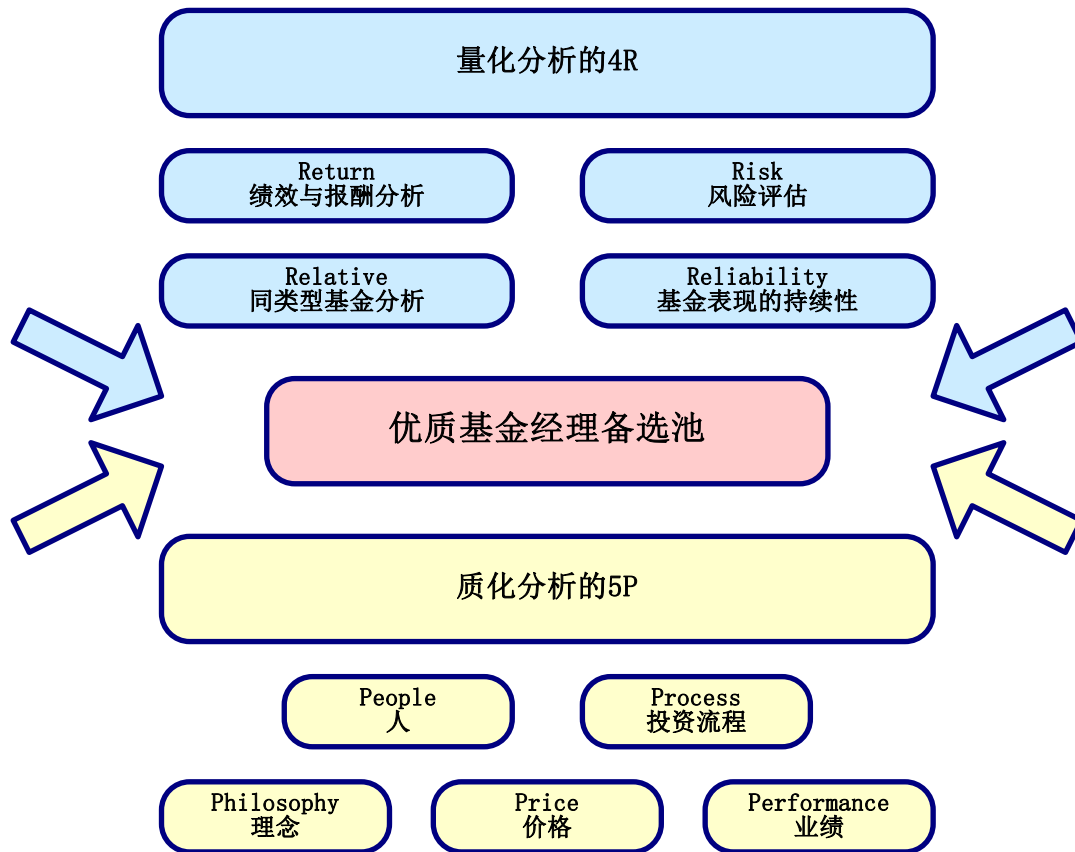 量化分析的4R
Return
绩效与报酬分析
Risk
风险评估
Relative
同类型基金分析
Reliability
基金表现的持续性
优质基金经理备选池
质化分析的5P
People
人
Process
投资流程
Philosophy
理念
Price
价格
Performance
业绩